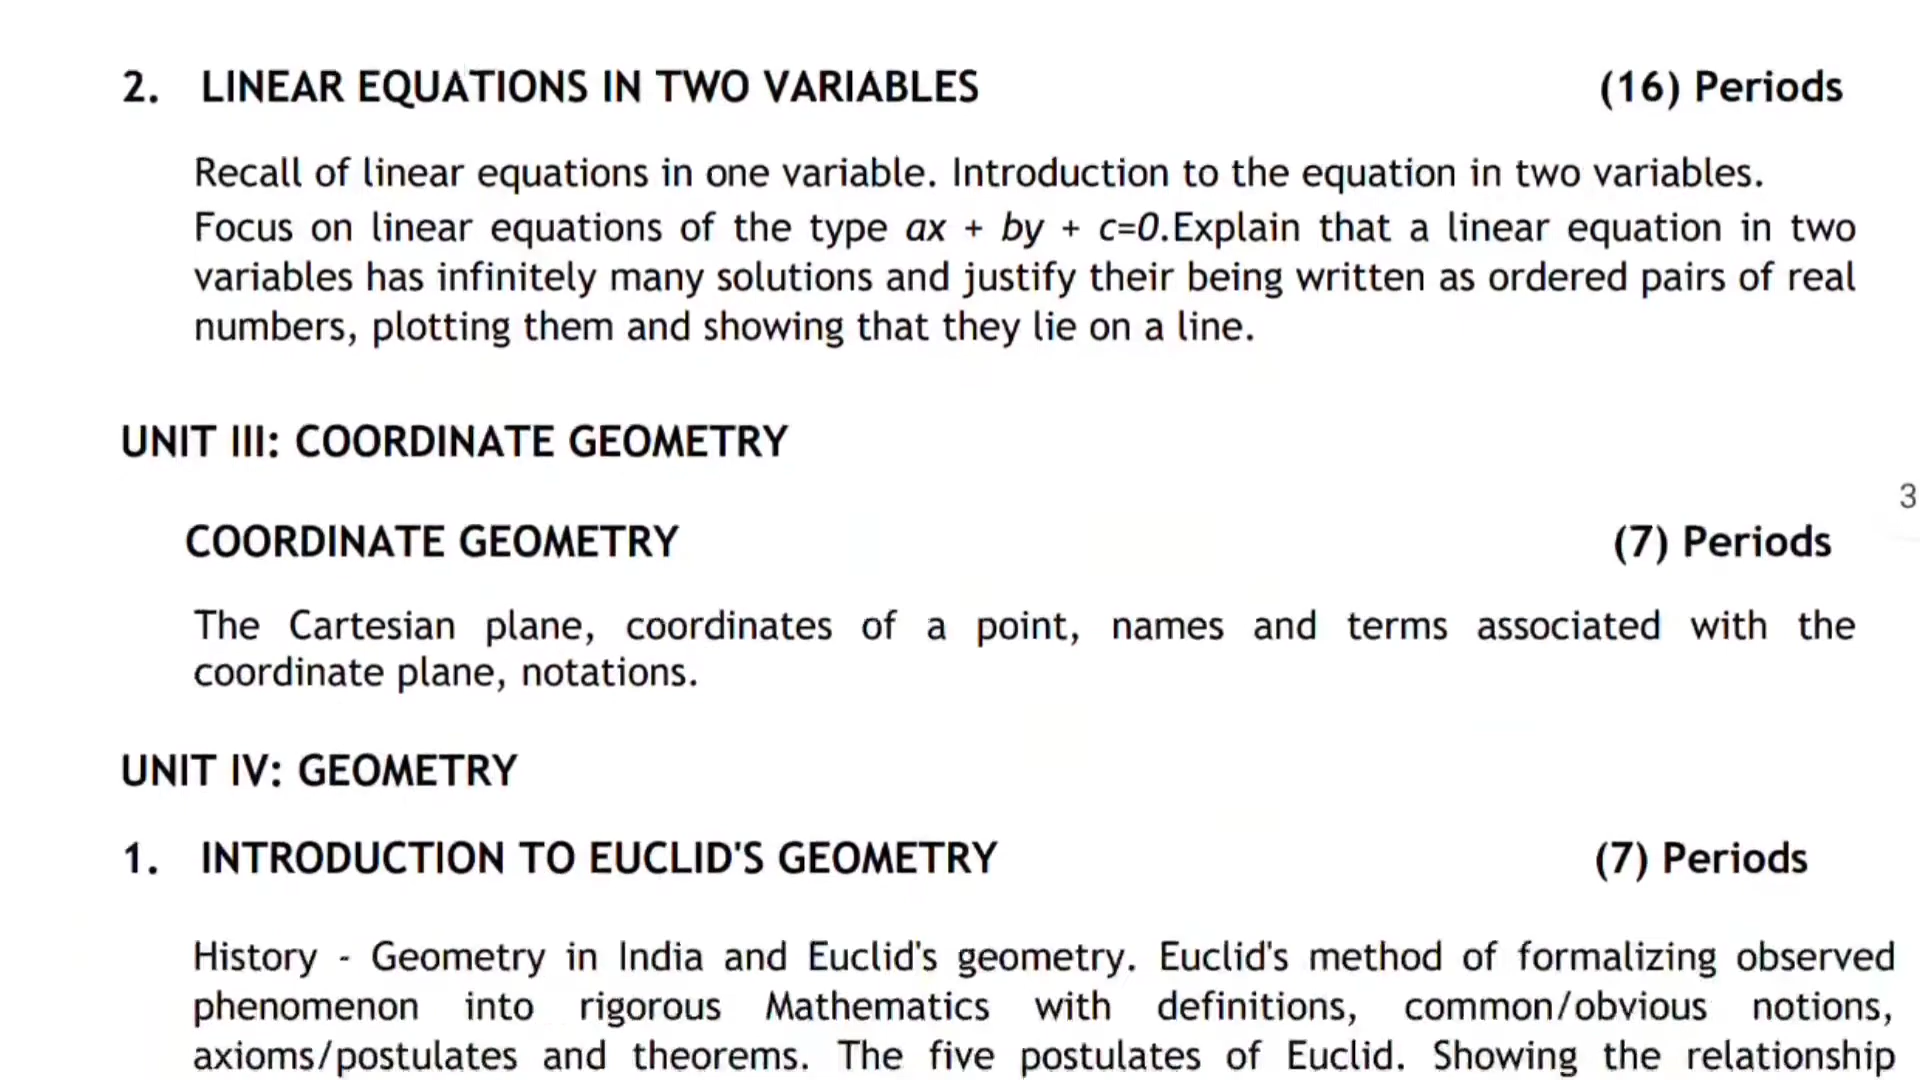 2. LINEAR EQUATIONS IN TWO VARIABLES (16) Periods
Recall of linear equations in one variable. Introduction to the equation in two variables.
Focus on linear equations of the type ax + by + c=0.Explain that a linear equation in two
variables has infinitely many solutions and justify their being written as ordered pairs of real
numbers, plotting them and showing that they lie on a line.
UNIT III: COORDINATE GEOMETRY
3
COORDINATE GEOMETRY (7) Periods
The Cartesian plane, coordinates of a point, names and terms associated with the
coordinate plane, notations.
UNIT IV: GEOMETRY
1. INTRODUCTION TO EUCLID'S GEOMETRY (7) Periods
History - Geometry in India and Euclid's geometry. Euclid's method of formalizing observed
phenomenon into rigorous Mathematics with definitions, common/obvious notions,
axioms/postulates and theorems. The five postulates of Euclid. Showing the relationship